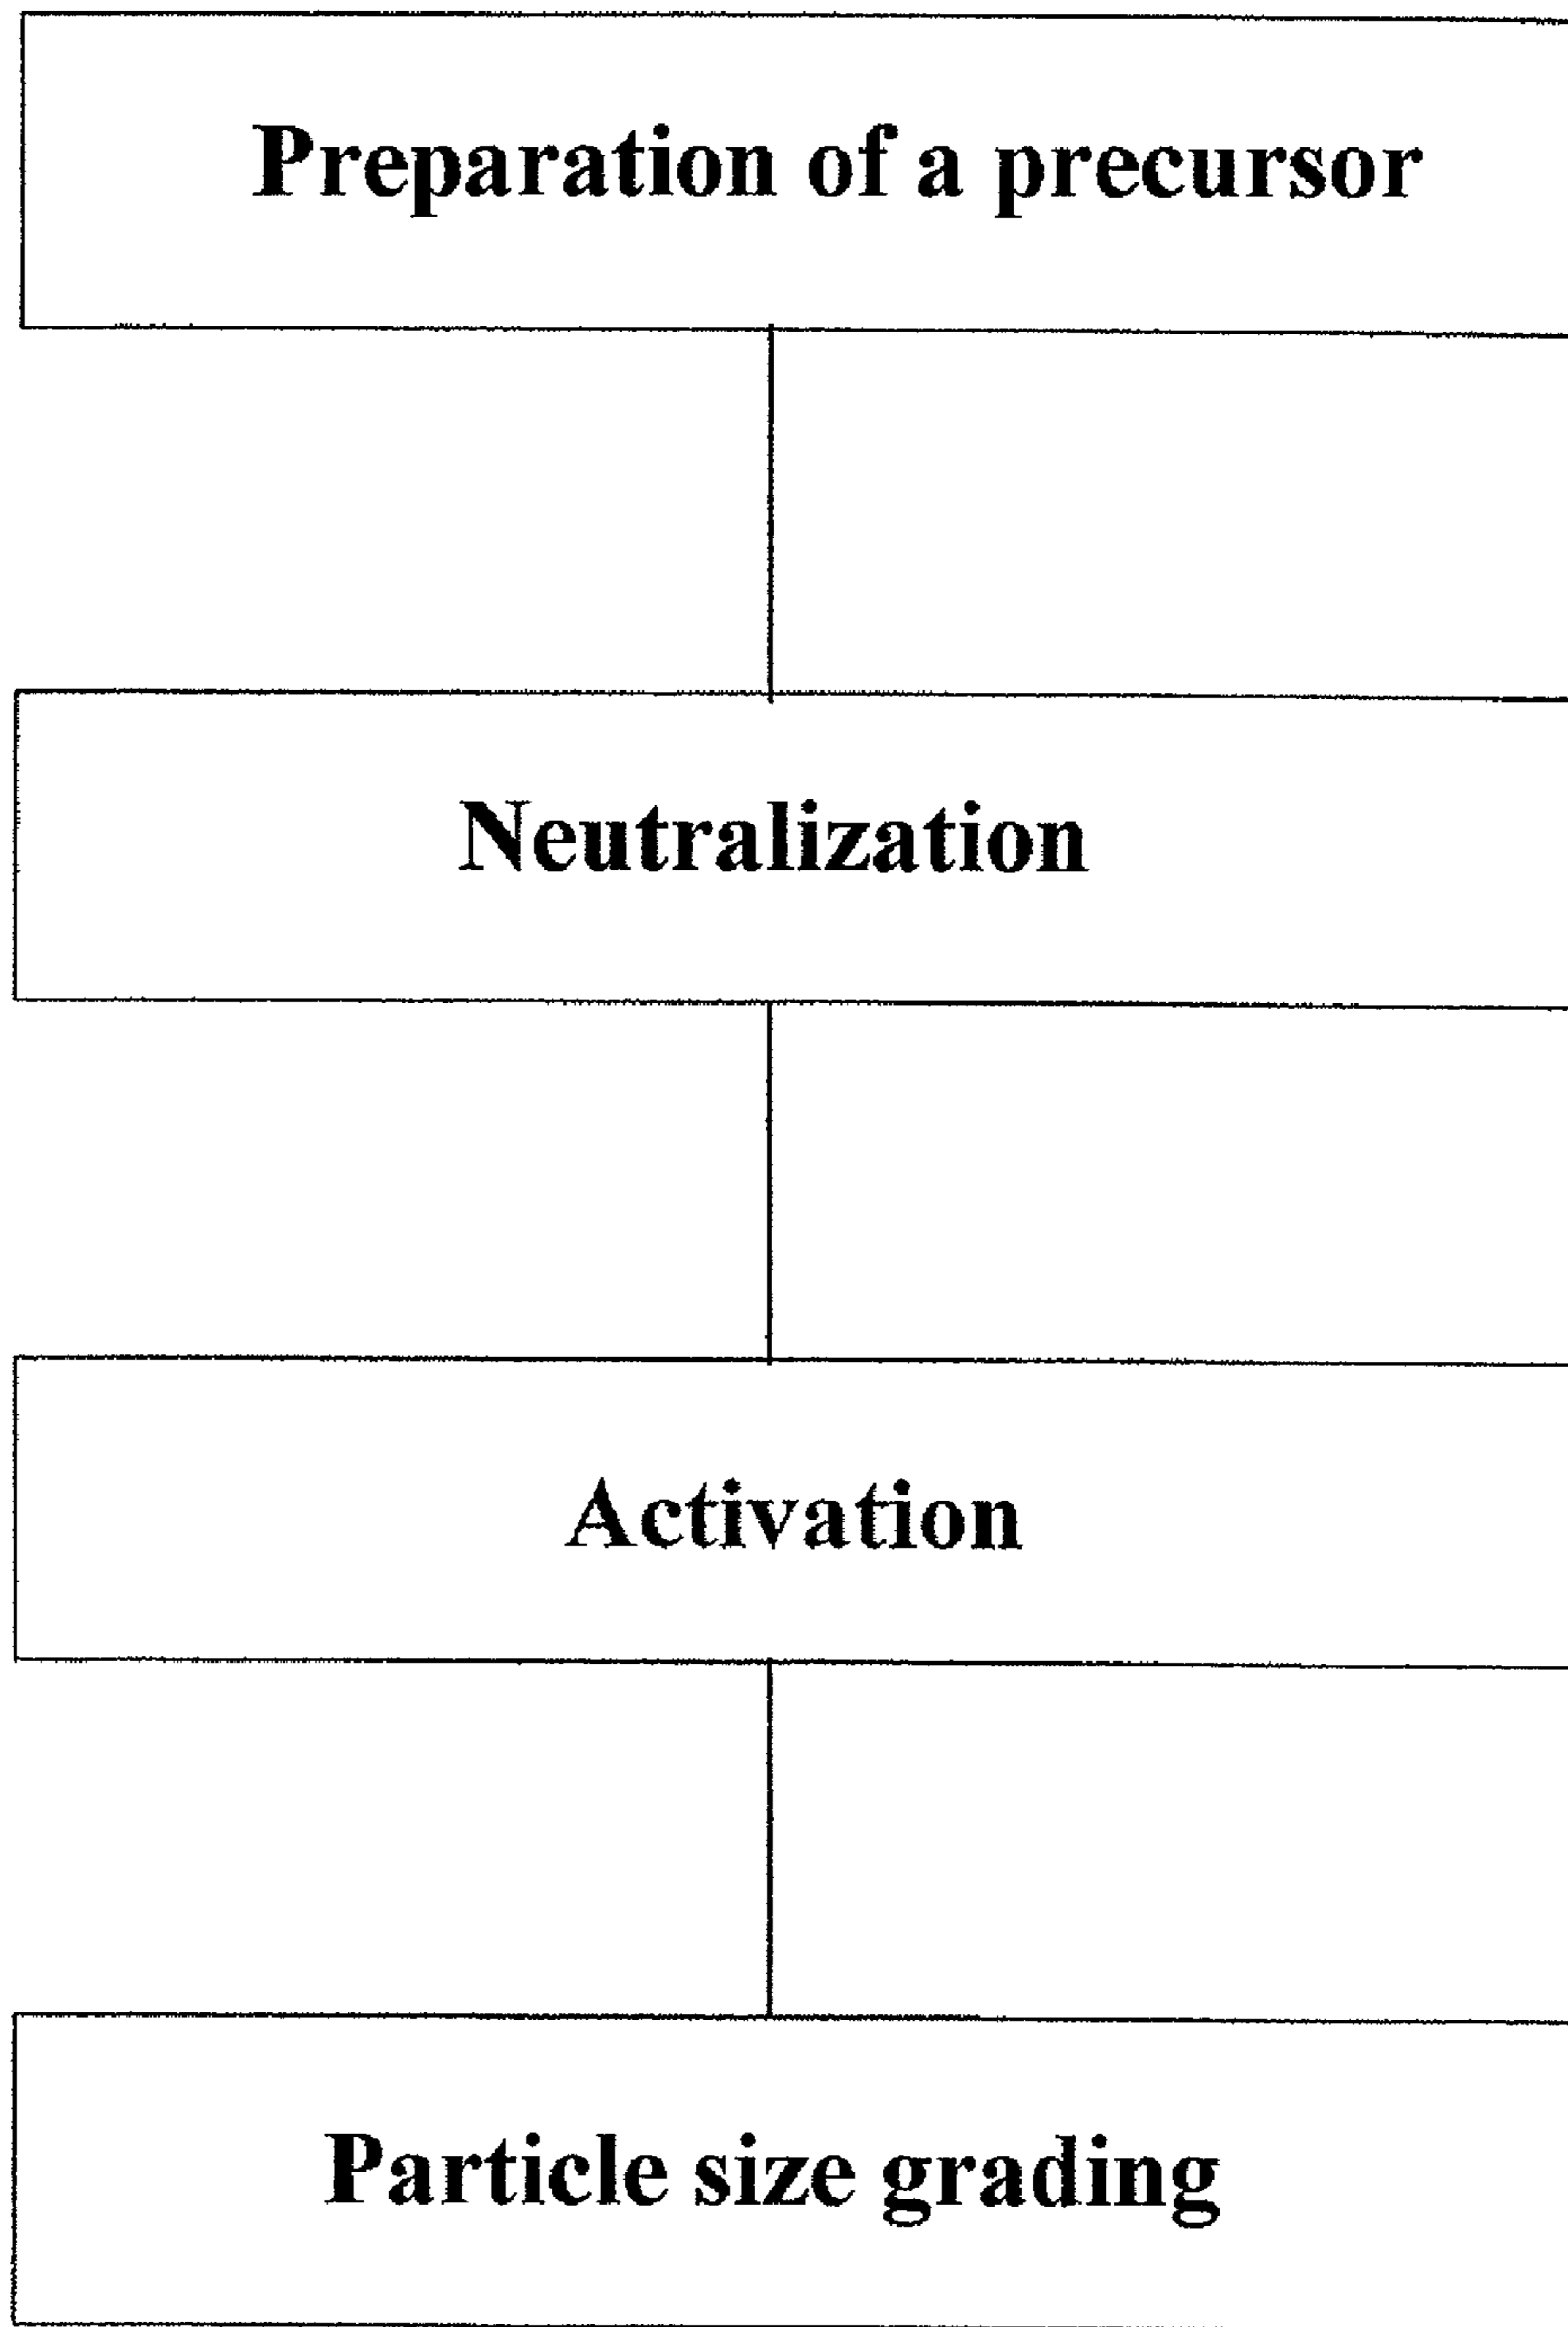 Preparation of a precursor
Neutralization
Activation
Particle size grading